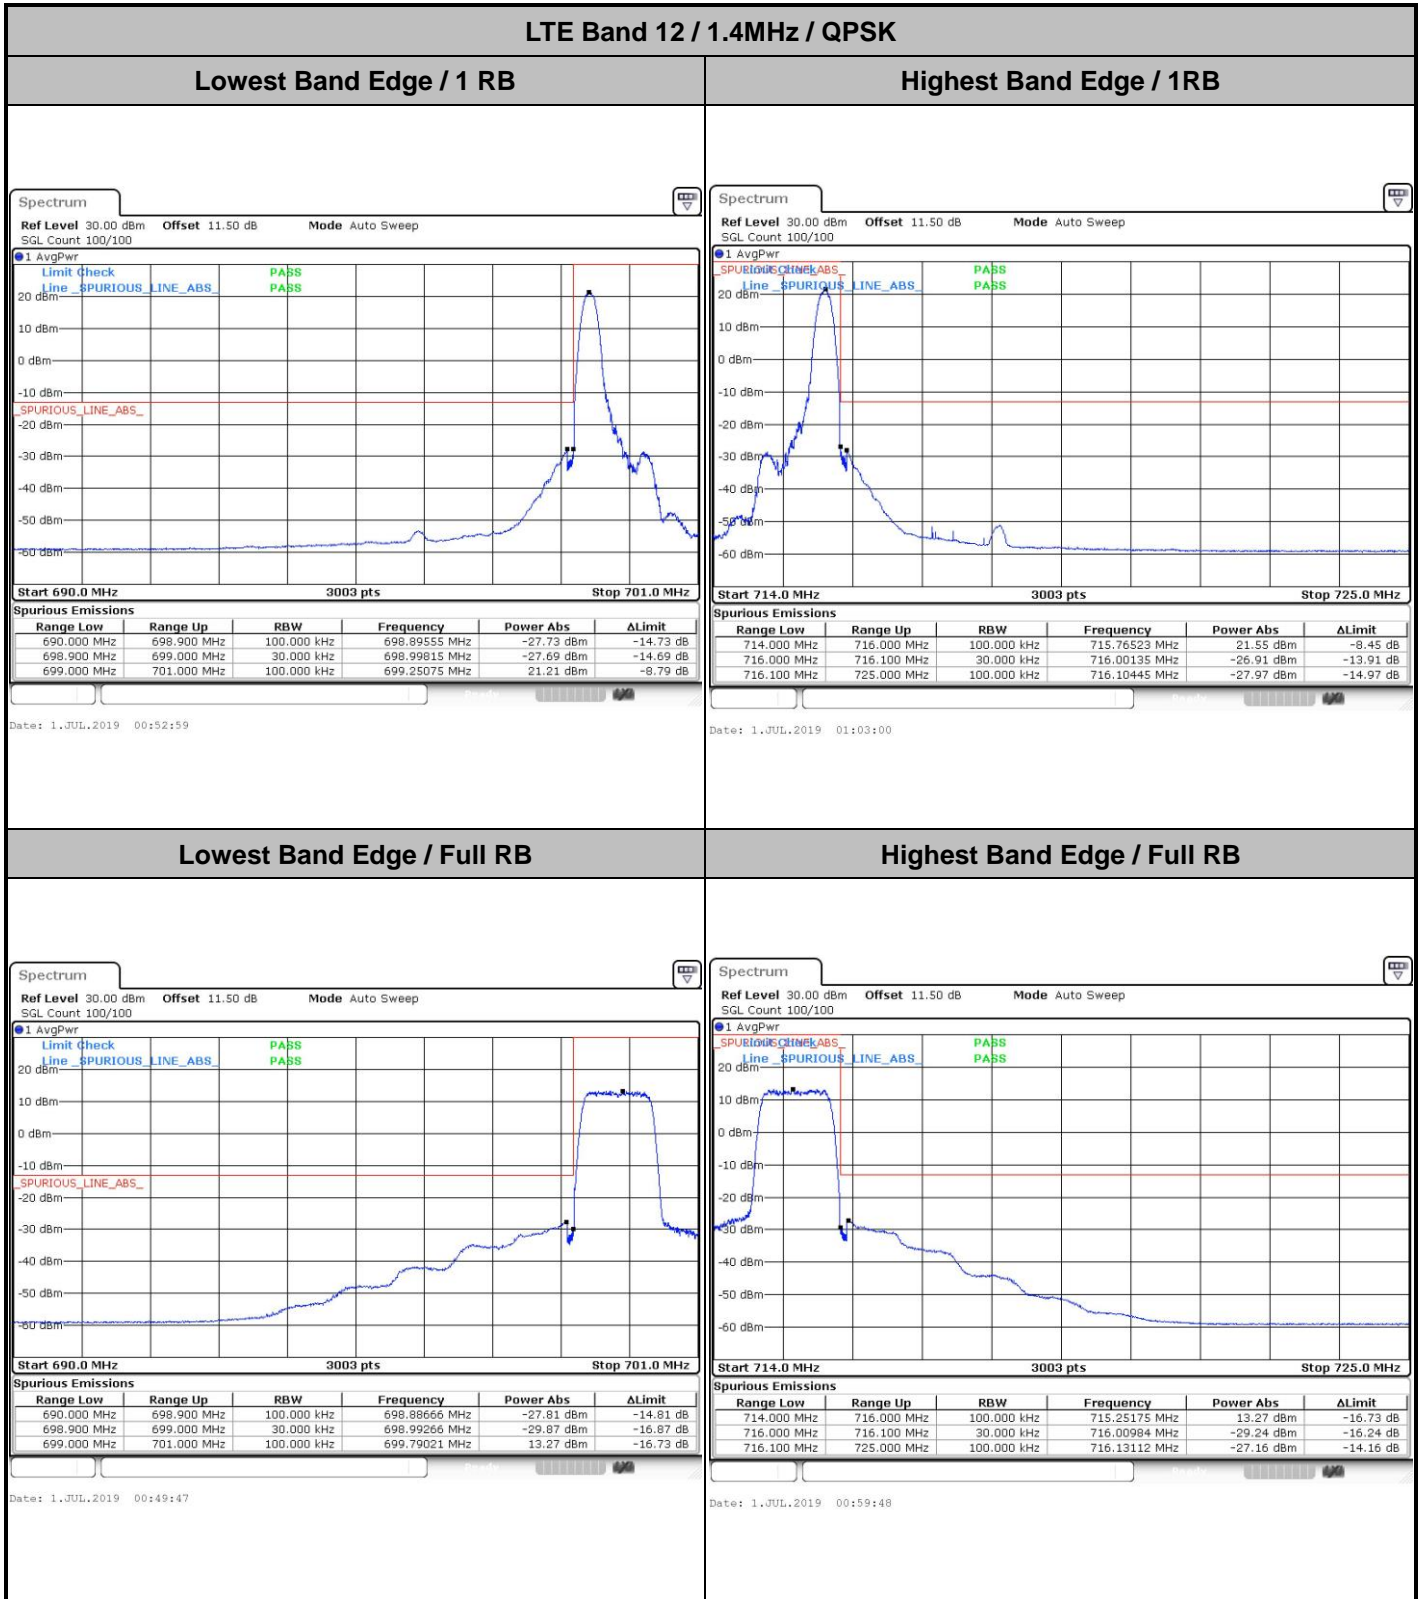 LTE Band 12 / 1.4MHz / QPSK
Lowest Band Edge / 1 RB
Highest Band Edge / 1RB
Spectrum
Ref Level 30.00 dBm Offset 11.50 dB Mode Auto Sweep
SGL Count 100/100
1 AvgPwr
Limit Check PASS
Line _SPURIOUS_LINE_ABS_ PASS
20 dBm
10 dBm
0 dBm
-10 dBm
_SPURIOUS_LINE_ABS_
-20 dBm
-30 dBm
-40 dBm
-50 dBm
-60 dBm
Start 690.0 MHz 3003 pts Stop 701.0 MHz
Spurious Emissions
Range Low Range Up RBW Frequency Power Abs ΔLimit
690.000 MHz 698.900 MHz 100.000 kHz 698.89555 MHz -27.73 dBm -14.73 dB
698.900 MHz 699.000 MHz 30.000 kHz 698.99815 MHz -27.69 dBm -14.69 dB
699.000 MHz 701.000 MHz 100.000 kHz 699.25075 MHz 21.21 dBm -8.79 dB
Date: 1.JUL.2019 00:52:59
Spectrum
Ref Level 30.00 dBm Offset 11.50 dB Mode Auto Sweep
SGL Count 100/100
1 AvgPwr
_SPURIOUS_LINE_ABS_
Limit Check PASS
Line _SPURIOUS_LINE_ABS_ PASS
20 dBm
10 dBm
0 dBm
-10 dBm
-20 dBm
-30 dBm
-40 dBm
-50 dBm
-60 dBm
Start 714.0 MHz 3003 pts Stop 725.0 MHz
Spurious Emissions
Range Low Range Up RBW Frequency Power Abs ΔLimit
714.000 MHz 716.000 MHz 100.000 kHz 715.76523 MHz 21.55 dBm -8.45 dB
716.000 MHz 716.100 MHz 30.000 kHz 716.00135 MHz -26.91 dBm -13.91 dB
716.100 MHz 725.000 MHz 100.000 kHz 716.10445 MHz -27.97 dBm -14.97 dB
Date: 1.JUL.2019 01:03:00
Lowest Band Edge / Full RB
Highest Band Edge / Full RB
Spectrum
Ref Level 30.00 dBm Offset 11.50 dB Mode Auto Sweep
SGL Count 100/100
1 AvgPwr
Limit Check PASS
Line _SPURIOUS_LINE_ABS_ PASS
20 dBm
10 dBm
0 dBm
-10 dBm
_SPURIOUS_LINE_ABS_
-20 dBm
-30 dBm
-40 dBm
-50 dBm
-60 dBm
Start 690.0 MHz 3003 pts Stop 701.0 MHz
Spurious Emissions
Range Low Range Up RBW Frequency Power Abs ΔLimit
690.000 MHz 698.900 MHz 100.000 kHz 698.88666 MHz -27.81 dBm -14.81 dB
698.900 MHz 699.000 MHz 30.000 kHz 698.99266 MHz -29.87 dBm -16.87 dB
699.000 MHz 701.000 MHz 100.000 kHz 699.79021 MHz 13.27 dBm -16.73 dB
Date: 1.JUL.2019 00:49:47
Spectrum
Ref Level 30.00 dBm Offset 11.50 dB Mode Auto Sweep
SGL Count 100/100
1 AvgPwr
_SPURIOUS_LINE_ABS_
Limit Check PASS
Line _SPURIOUS_LINE_ABS_ PASS
20 dBm
10 dBm
0 dBm
-10 dBm
-20 dBm
-30 dBm
-40 dBm
-50 dBm
-60 dBm
Start 714.0 MHz 3003 pts Stop 725.0 MHz
Spurious Emissions
Range Low Range Up RBW Frequency Power Abs ΔLimit
714.000 MHz 716.000 MHz 100.000 kHz 715.25175 MHz 13.27 dBm -16.73 dB
716.000 MHz 716.100 MHz 30.000 kHz 716.00984 MHz -29.24 dBm -16.24 dB
716.100 MHz 725.000 MHz 100.000 kHz 716.13112 MHz -27.16 dBm -14.16 dB
Date: 1.JUL.2019 00:59:48